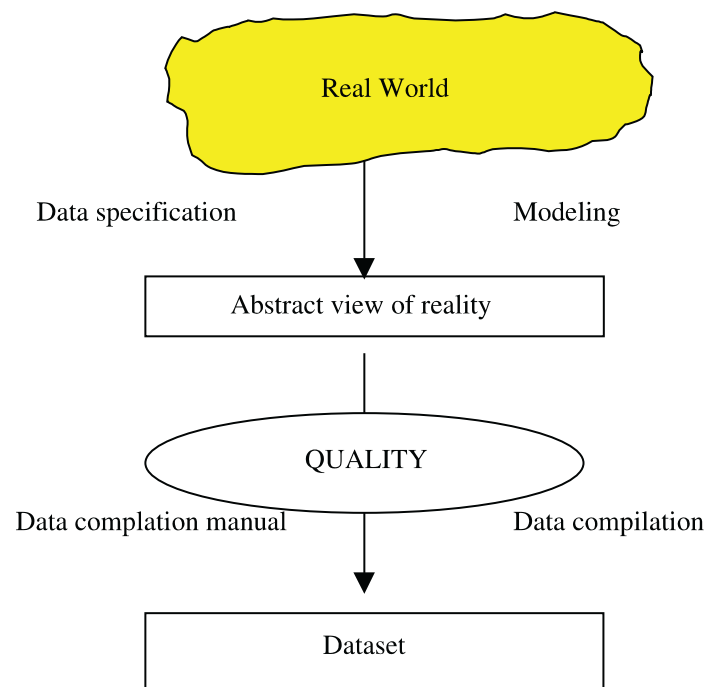 Real World
Data specification
Modeling
Abstract view of reality
QUALITY
Data complation manual
Data compilation
Dataset